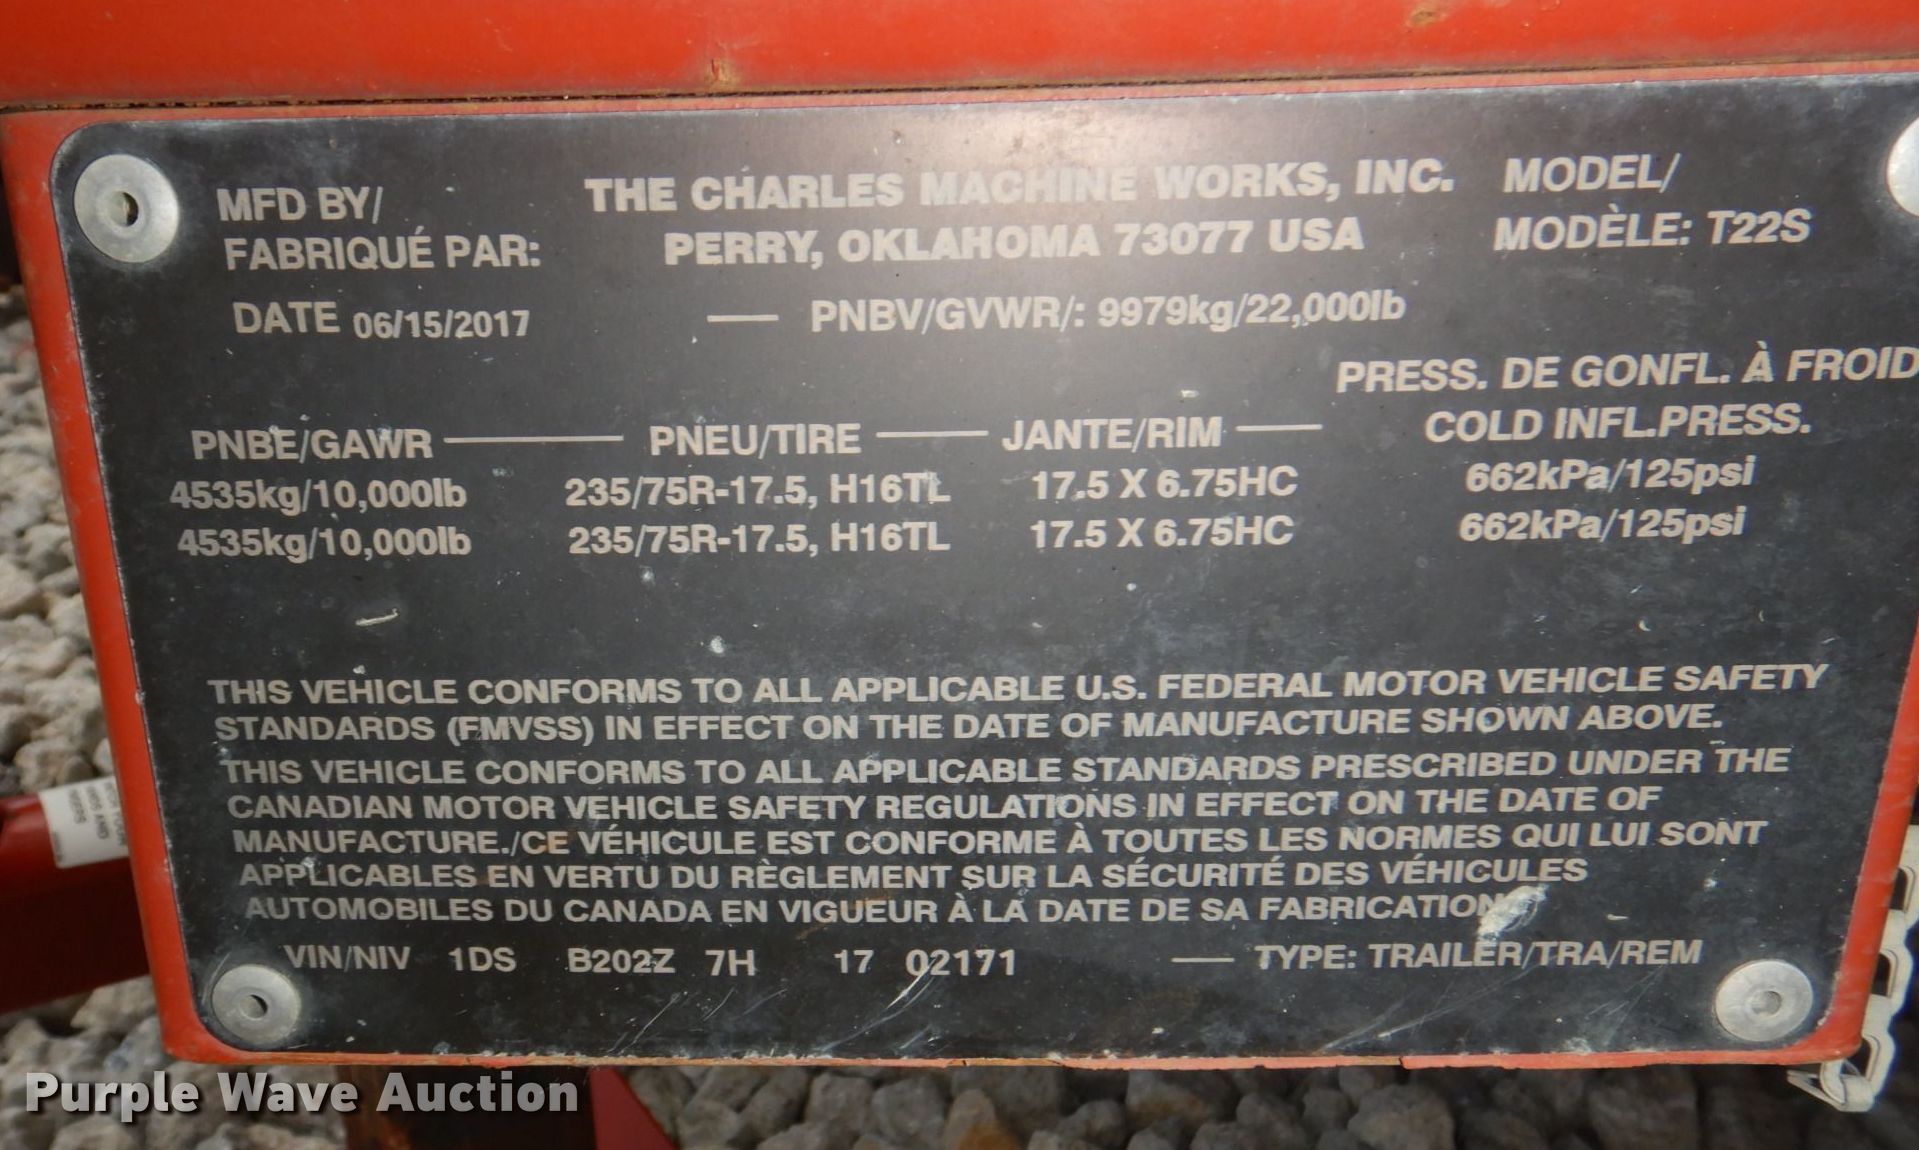 MFD BY/ THE CHARLES MACHINE WORKS, INC. MODEL/
FABRIQUÉ PAR: PERRY, OKLAHOMA 73077 USA MODÈLE: T22S
DATE 06/15/2017 PNBV/GVWR/: 9979kg/22,000lb
PRESS. DE GONFL. À FROID
PNBE/GAWR PNEU/TIRE JANTE/RIM COLD INFL.PRESS.
4535kg/10,000lb 235/75R-17.5, H16TL 17.5 X 6.75HC 662kPa/125psi
4535kg/10,000lb 235/75R-17.5, H16TL 17.5 X 6.75HC 662kPa/125psi
THIS VEHICLE CONFORMS TO ALL APPLICABLE U.S. FEDERAL MOTOR VEHICLE SAFETY
STANDARDS (FMVSS) IN EFFECT ON THE DATE OF MANUFACTURE SHOWN ABOVE.
THIS VEHICLE CONFORMS TO ALL APPLICABLE STANDARDS PRESCRIBED UNDER THE
CANADIAN MOTOR VEHICLE SAFETY REGULATIONS IN EFFECT ON THE DATE OF
MANUFACTURE./CE VÉHICULE EST CONFORME À TOUTES LES NORMES QUI LUI SONT
APPLICABLES EN VERTU DU RÈGLEMENT SUR LA SÉCURITÉ DES VÉHICULES
AUTOMOBILES DU CANADA EN VIGUEUR À LA DATE DE SA FABRICATION
VIN/NIV 1DS B202Z 7H 17 02171 TYPE: TRAILER/TRA/REM
Purple Wave Auction